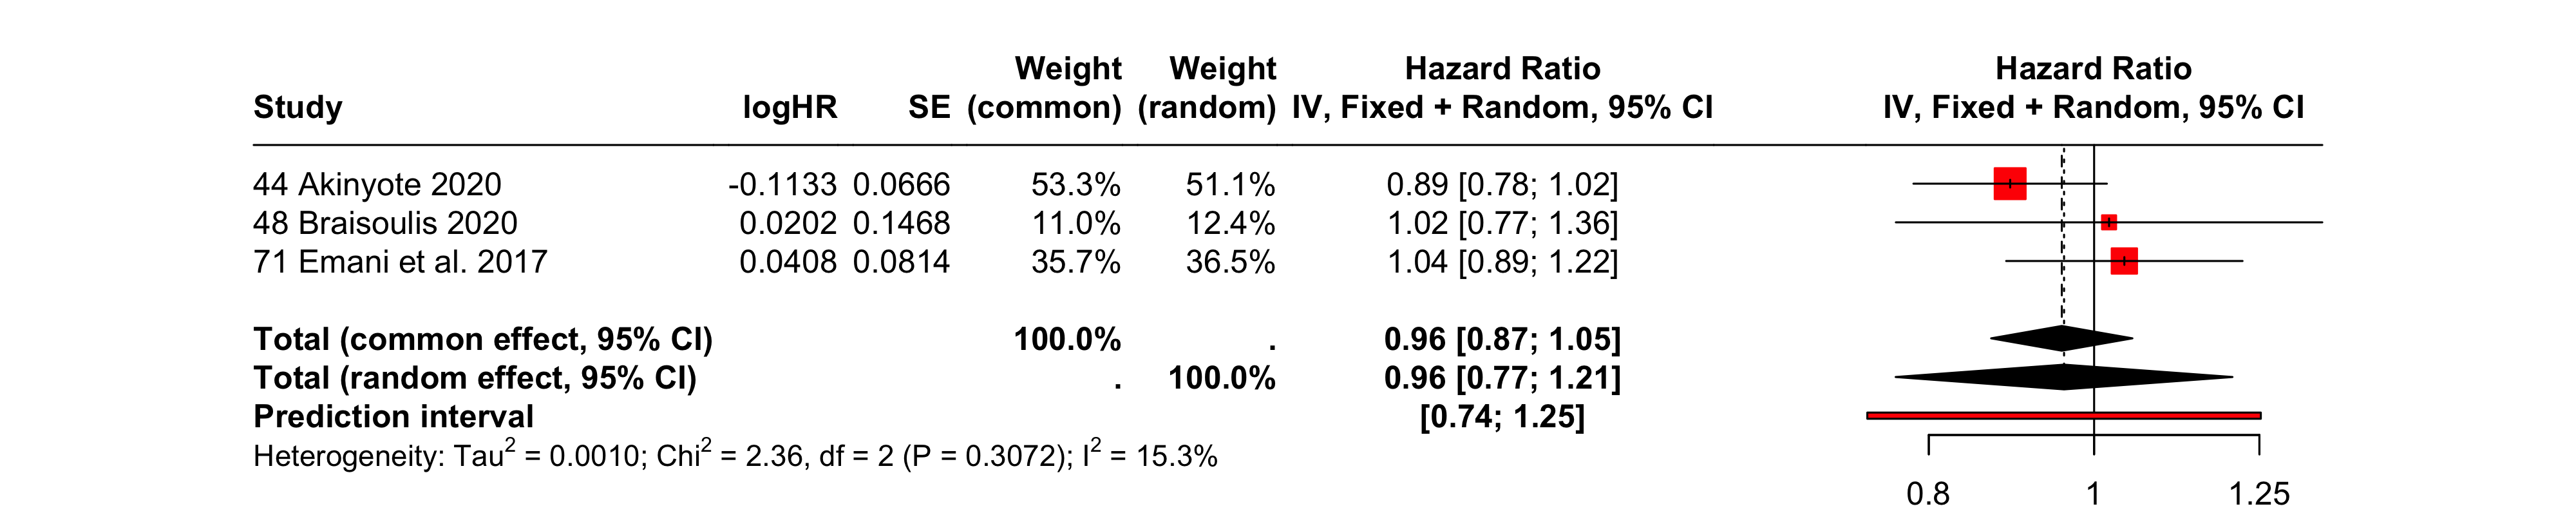 Weight Weight Hazard Ratio Hazard Ratio
Study logHR SE (common) (random) IV, Fixed + Random, 95% CI IV, Fixed + Random, 95% CI
44 Akinyote 2020 -0.1133 0.0666 53.3% 51.1% 0.89 [0.78; 1.02]
48 Braisoulis 2020 0.0202 0.1468 11.0% 12.4% 1.02 [0.77; 1.36]
71 Emani et al. 2017 0.0408 0.0814 35.7% 36.5% 1.04 [0.89; 1.22]
Total (common effect, 95% CI) 100.0% . 0.96 [0.87; 1.05]
Total (random effect, 95% CI) . 100.0% 0.96 [0.77; 1.21]
Prediction interval [0.74; 1.25]
Heterogeneity: Tau² = 0.0010; Chi² = 2.36, df = 2 (P = 0.3072); I² = 15.3%
0.8 1 1.25